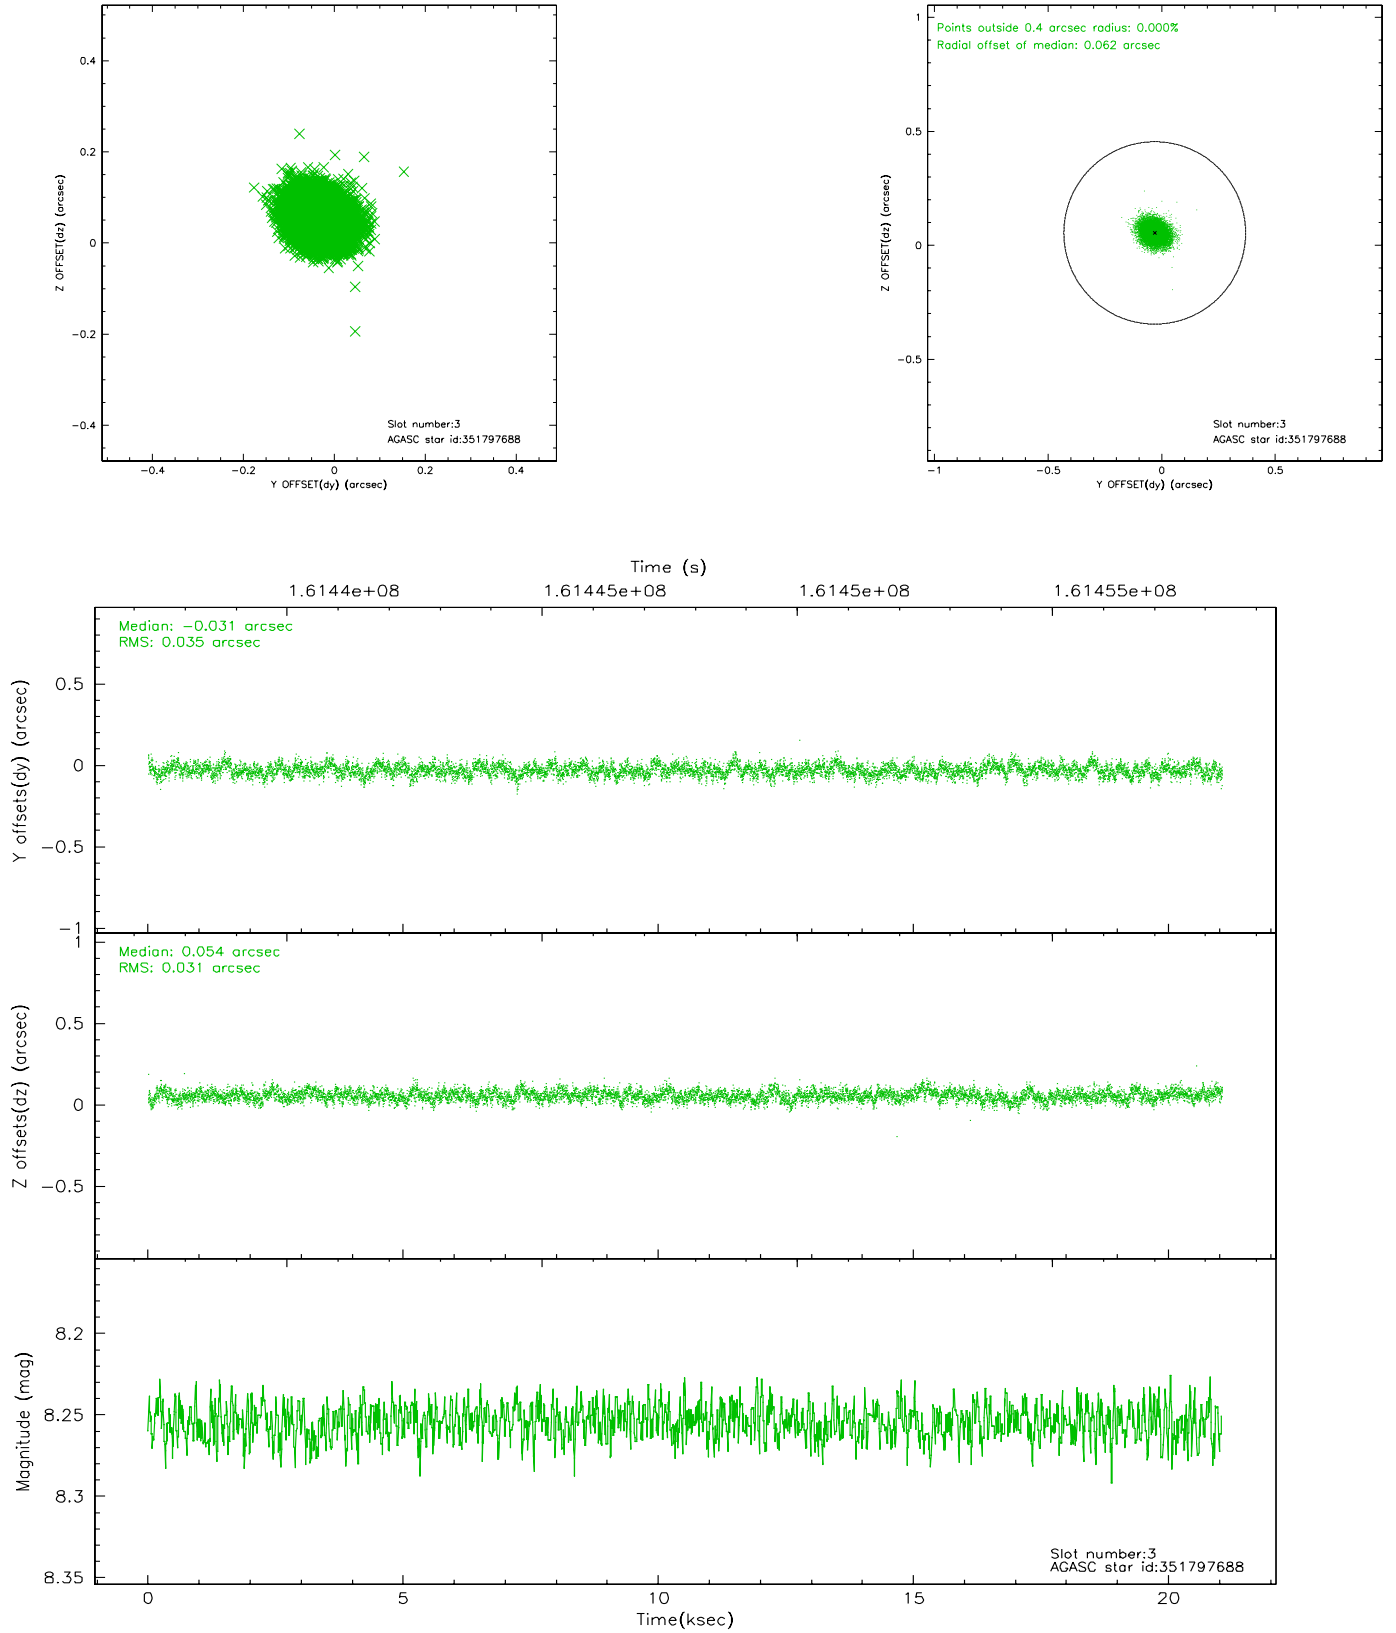 0.4
0.2
0
−0.2
−0.4
Z OFFSET(dz) (arcsec)
Slot number:3
AGASC star id:351797688
−0.4 −0.2 0 0.2 0.4
Y OFFSET(dy) (arcsec)
Points outside 0.4 arcsec radius: 0.000%
Radial offset of median: 0.062 arcsec
1
0.5
0
−0.5
Z OFFSET(dz) (arcsec)
Slot number:3
AGASC star id:351797688
−1 −0.5 0 0.5
Y OFFSET(dy) (arcsec)
Time (s)
1.6144e+08 1.61445e+08 1.6145e+08 1.61455e+08
Median: −0.031 arcsec
RMS: 0.035 arcsec
0.5
0
−0.5
−1
Y offsets(dy) (arcsec)
Median: 0.054 arcsec
RMS: 0.031 arcsec
1
0.5
0
−0.5
Z offsets(dz) (arcsec)
8.2
8.25
8.3
8.35
Magnitude (mag)
Slot number:3
AGASC star id:351797688
0 5 10 15 20
Time(ksec)